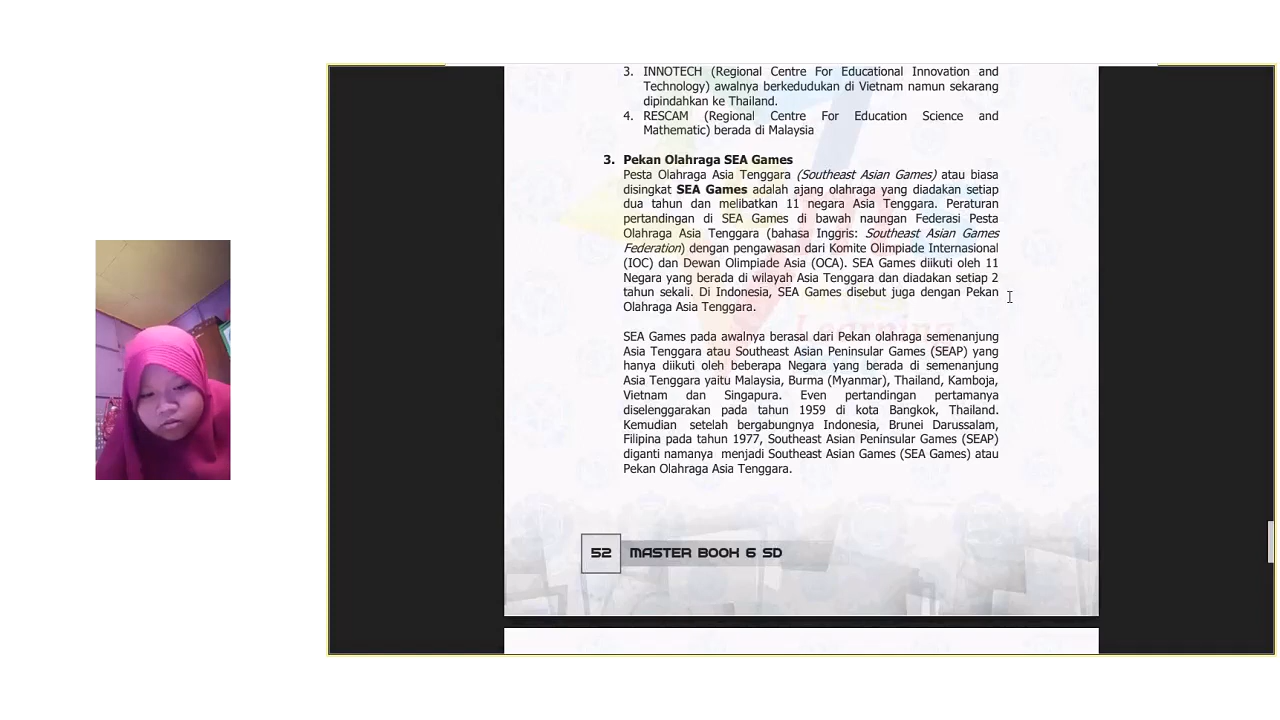 3. INNOTECH (Regional Centre For Educational Innovation and
Technology) awalnya berkedudukan di Vietnam namun sekarang
dipindahkan ke Thailand.
4. RESCAM (Regional Centre For Education Science and
Mathematic) berada di Malaysia
3. Pekan Olahraga SEA Games
Pesta Olahraga Asia Tenggara (Southeast Asian Games) atau biasa
disingkat SEA Games adalah ajang olahraga yang diadakan setiap
dua tahun dan melibatkan 11 negara Asia Tenggara. Peraturan
pertandingan di SEA Games di bawah naungan Federasi Pesta
Olahraga Asia Tenggara (bahasa Inggris: Southeast Asian Games
Federation) dengan pengawasan dari Komite Olimpiade Internasional
(IOC) dan Dewan Olimpiade Asia (OCA). SEA Games diikuti oleh 11
Negara yang berada di wilayah Asia Tenggara dan diadakan setiap 2
tahun sekali. Di Indonesia, SEA Games disebut juga dengan Pekan
Olahraga Asia Tenggara.
Learning
SEA Games pada awalnya berasal dari Pekan olahraga semenanjung
Asia Tenggara atau Southeast Asian Peninsular Games (SEAP) yang
hanya diikuti oleh beberapa Negara yang berada di semenanjung
Asia Tenggara yaitu Malaysia, Burma (Myanmar), Thailand, Kamboja,
Vietnam dan Singapura. Even pertandingan pertamanya
diselenggarakan pada tahun 1959 di kota Bangkok, Thailand.
Kemudian setelah bergabungnya Indonesia, Brunei Darussalam,
Filipina pada tahun 1977, Southeast Asian Peninsular Games (SEAP)
diganti namanya menjadi Southeast Asian Games (SEA Games) atau
Pekan Olahraga Asia Tenggara.
52 MASTER BOOK 6 SD